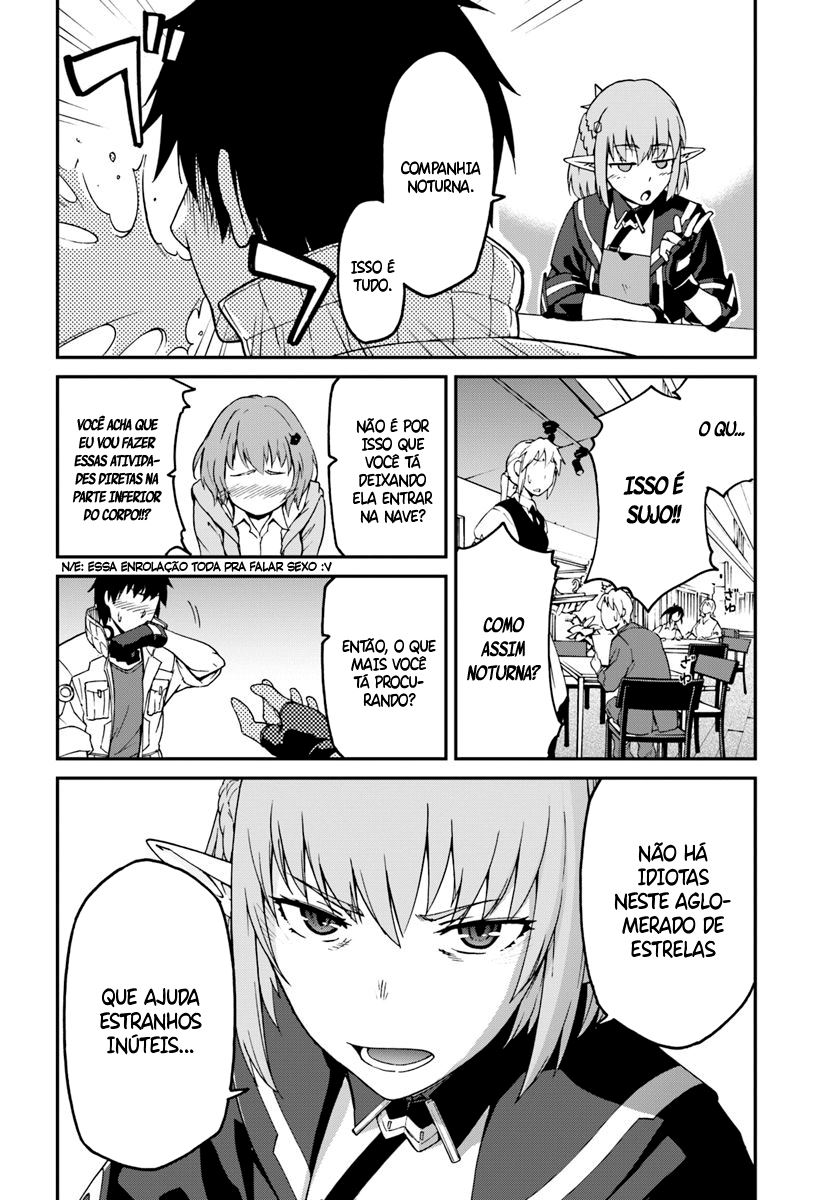 COMPANHIA
NOTURNA.
ISSO É
TUDO.
O QU...
ISSO É
SUJO!!
COMO
ASSIM
NOTURNA?
NÃO É POR
ISSO QUE
VOCÊ TÁ
DEIXANDO
ELA ENTRAR
NA NAVE?
VOCÊ ACHA QUE
EU VOU FAZER
ESSAS ATIVIDA-
DES DIRETAS NA
PARTE INFERIOR
DO CORPO!!?
N/E: ESSA ENROLAÇÃO TODA PRA FALAR SEXO :V
ENTÃO, O QUE
MAIS VOCÊ
TÁ PROCU-
RANDO?
NÃO HÁ
IDIOTAS
NESTE AGLO-
MERADO DE
ESTRELAS
QUE AJUDA
ESTRANHOS
INÚTEIS...